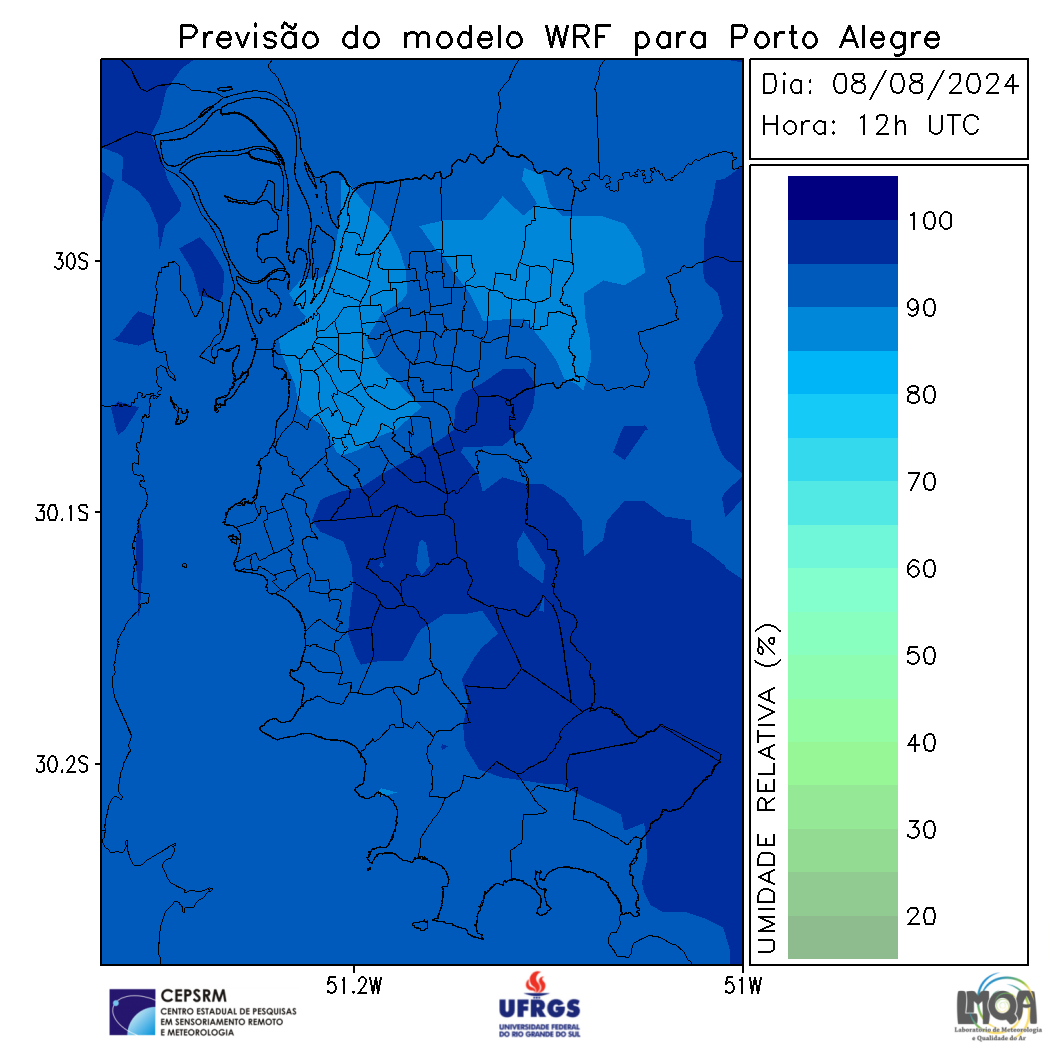 Previsão do modelo WRF para Porto Alegre
Dia: 08/08/2024
Hora: 12h UTC
30S
30.1S
30.2S
51.2W
51W
100
90
80
70
60
50
40
30
20
UMIDADE RELATIVA (%)
CEPSRM
CENTRO ESTADUAL DE PESQUISAS
EM SENSORIAMENTO REMOTO
E METEOROLOGIA
UFRGS
UNIVERSIDADE FEDERAL
DO RIO GRANDE DO SUL
LMQA
Laboratório de Meteorologia
e Qualidade do Ar